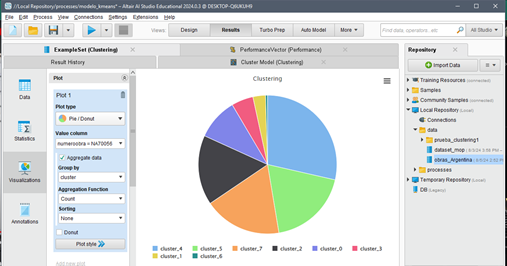 //Local Repository/processes/modelo_kmeans* – Altair AI Studio Educational 2024.0.3 @ DESKTOP-Q6UKUH9
File Edit Process View Connections Settings Extensions Help
Views: Design Results Turbo Prep Auto Model More
Find data, operators...etc
All Studio
ExampleSet (Clustering)
PerformanceVector (Performance)
Result History
Cluster Model (Clustering)
Data
Statistics
Visualizations
Annotations
Plot
Plot 1
Plot type
Pie / Donut
Value column
numeroobra = NA70056
Aggregate data
Group by
cluster
Aggregation Function
Count
Sorting
None
Donut
Plot style
Add new plot
Clustering
cluster_4 cluster_5 cluster_7 cluster_2 cluster_0 cluster_3
cluster_1 cluster_6
Repository
Import Data
Training Resources (connected)
Samples
Community Samples (connected)
Local Repository (Local)
Connections
data
prueba_clustering1
dataset_mop
obras_Argentina
processes
Temporary Repository (Local)
DB (Legacy)